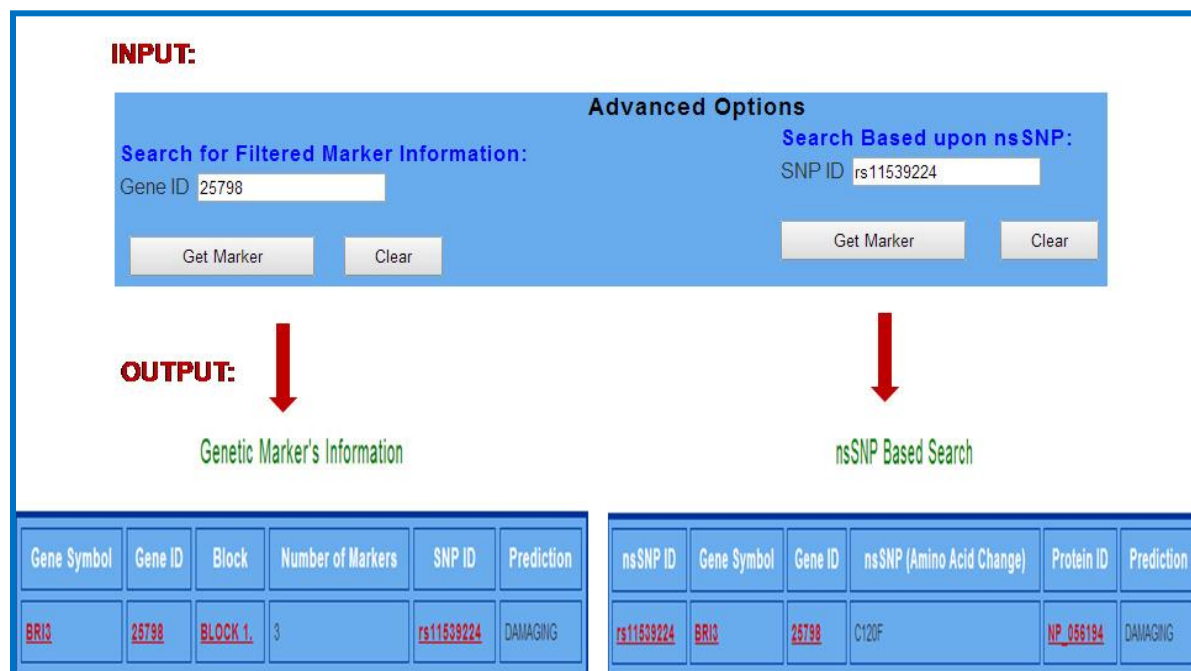 INPUT:
Advanced Options
Search for Filtered Marker Information:
Gene ID 25798
Get Marker Clear
Search Based upon nsSNP:
SNP ID rs11539224
Get Marker Clear
OUTPUT:
Genetic Marker's Information
Gene Symbol Gene ID Block Number of Markers SNP ID Prediction
BRI3 25798 BLOCK 1. 3 rs11539224 DAMAGING
nsSNP Based Search
nsSNP ID Gene Symbol Gene ID nsSNP (Amino Acid Change) Protein ID Prediction
rs11539224 BRI3 25798 C120F NP_056194 DAMAGING